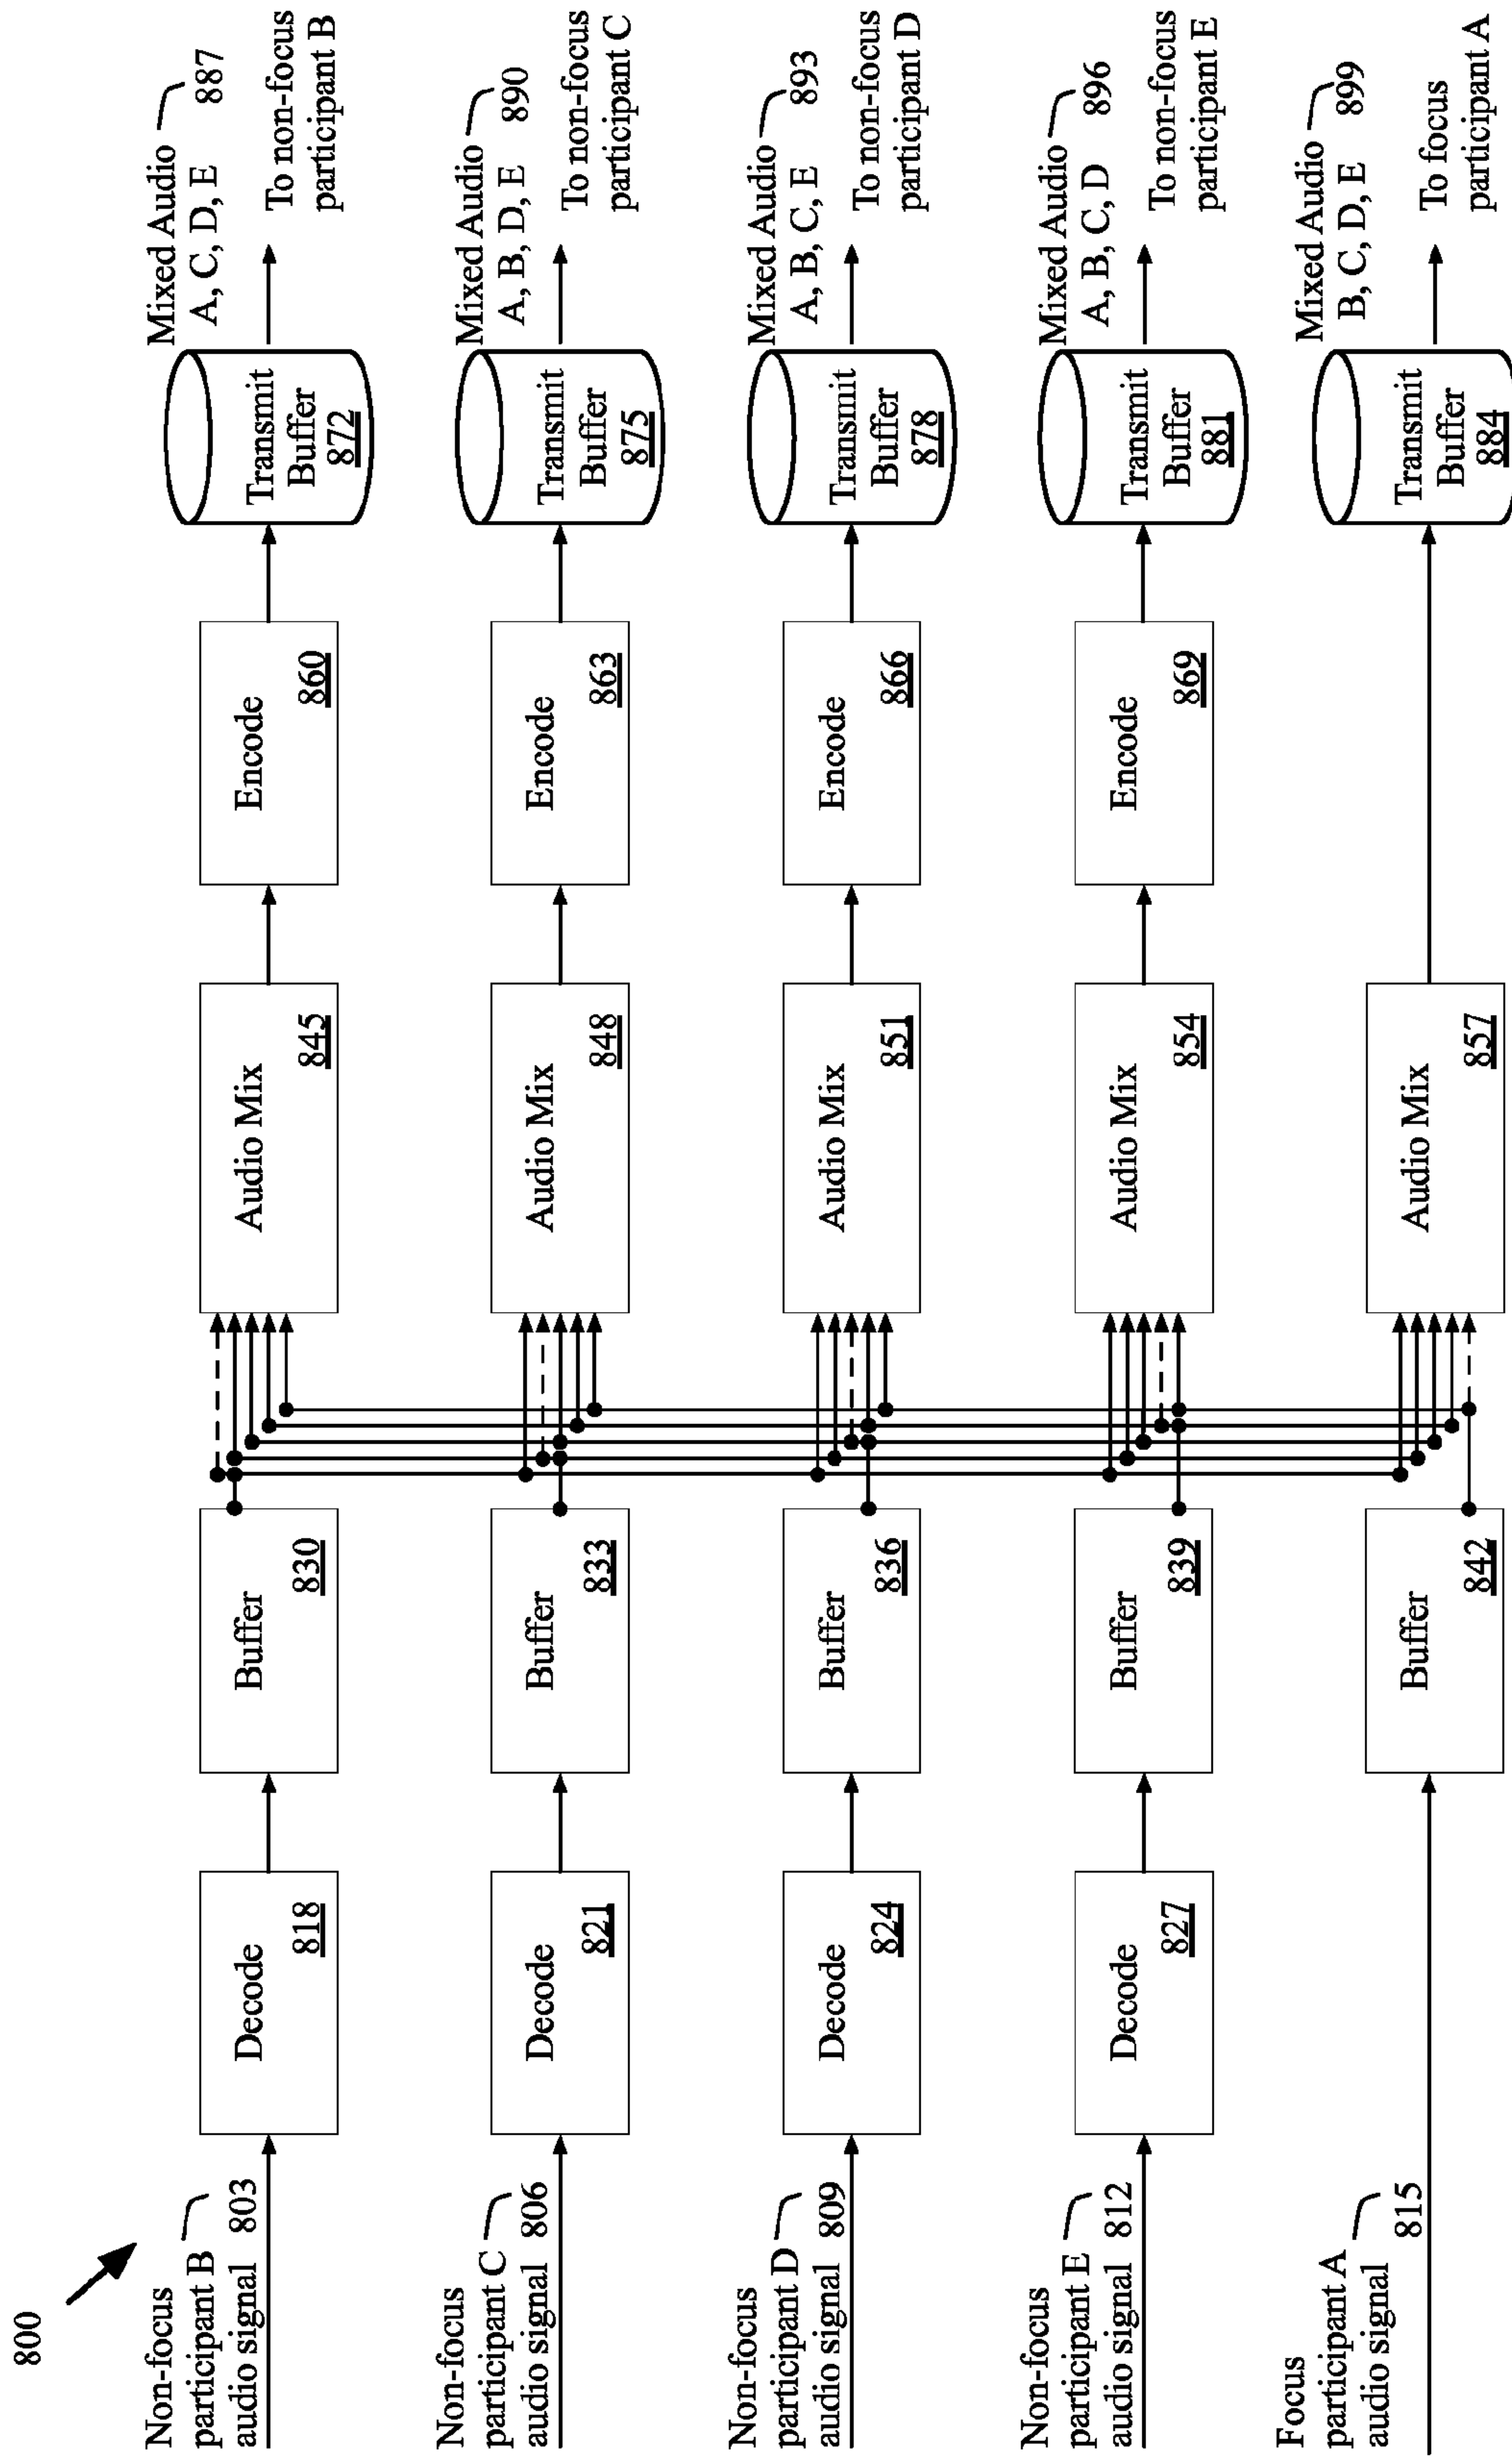 800
Non-focus
participant B
audio signal 803
Decode
818
Buffer
830
Audio Mix
845
Encode
860
Transmit
Buffer
872
Mixed Audio
A, C, D, E
887
To non-focus
participant B
Non-focus
participant C
audio signal 806
Decode
821
Buffer
833
Audio Mix
848
Encode
863
Transmit
Buffer
875
Mixed Audio
A, B, D, E
890
To non-focus
participant C
Non-focus
participant D
audio signal 809
Decode
824
Buffer
836
Audio Mix
851
Encode
866
Transmit
Buffer
878
Mixed Audio
A, B, C, E
893
To non-focus
participant D
Non-focus
participant E
audio signal 812
Decode
827
Buffer
839
Audio Mix
854
Encode
869
Transmit
Buffer
881
Mixed Audio
A, B, C, D
896
To non-focus
participant E
Focus
participant A
audio signal
815
Buffer
842
Audio Mix
857
Transmit
Buffer
884
Mixed Audio
B, C, D, E
899
To focus
participant A